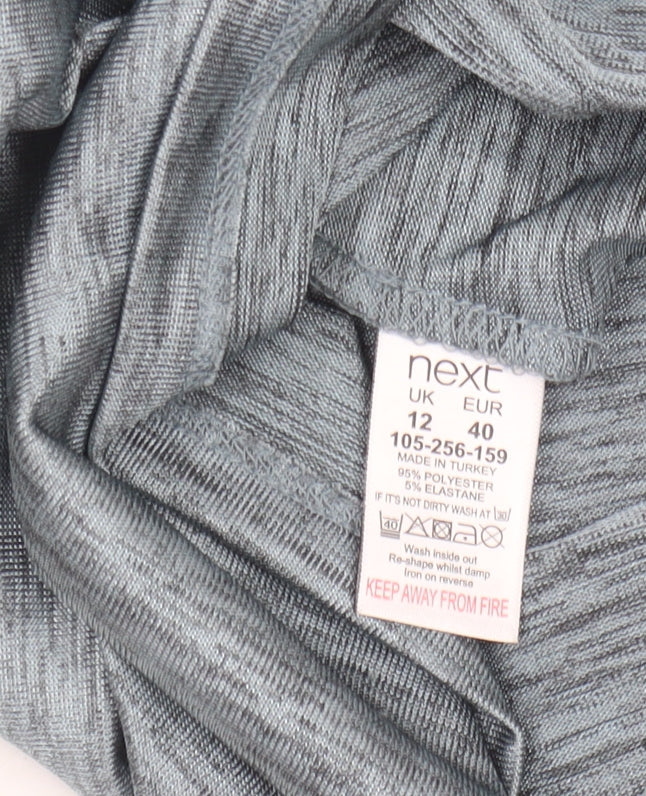 next
UK EUR
12 40
105-256-159
MADE IN TURKEY
95% POLYESTER
5% ELASTANE
IF IT'S NOT DIRTY WASH AT 30
40
Wash inside out
Re-shape whilst damp
Iron on reverse
KEEP AWAY FROM FIRE